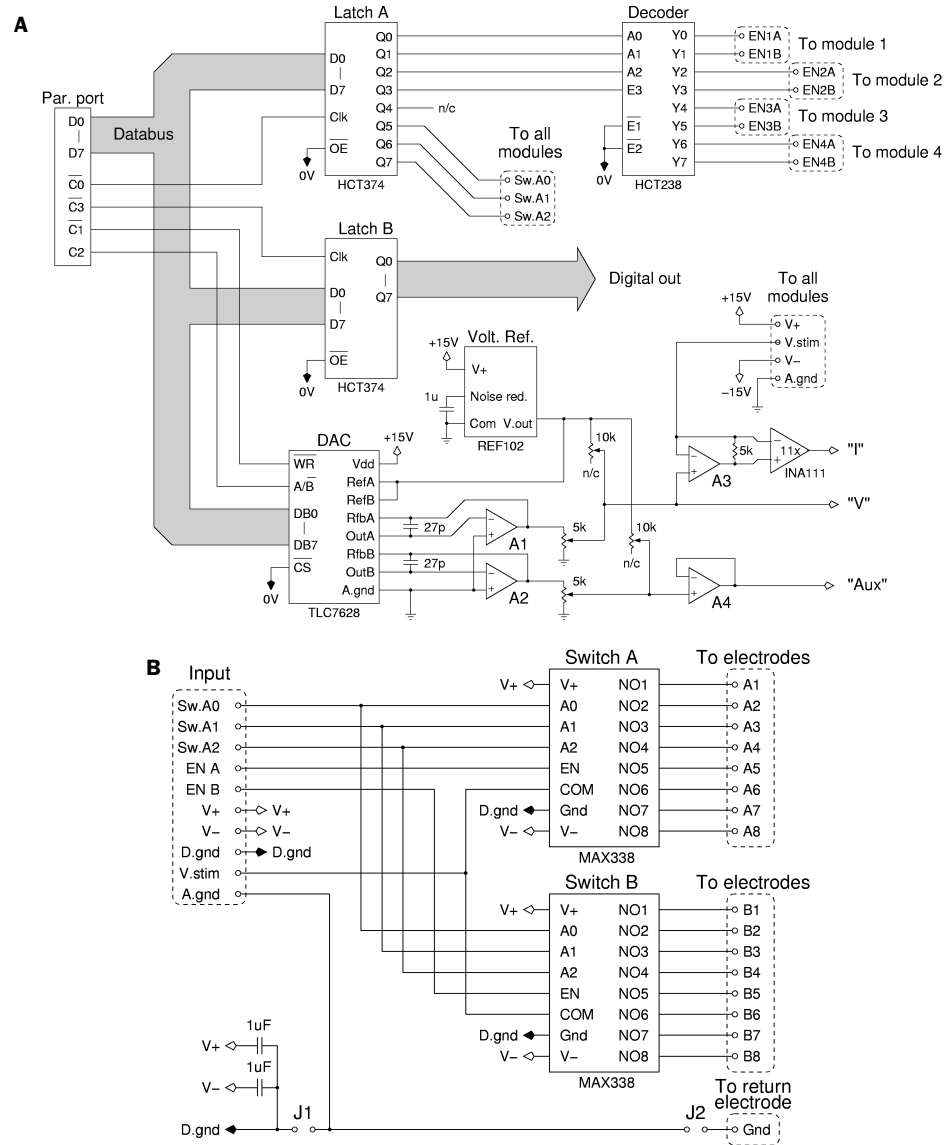 A
Latch A
Decoder
Par. port
Databus
D0
|
D7
C0
C3
C1
C2
D0
|
D7
Clk
OE
0V
Q0
Q1
Q2
Q3
Q4
Q5
Q6
Q7
n/c
HCT374
To all
modules
Sw.A0
Sw.A1
Sw.A2
A0
A1
A2
E3
E1
E2
0V
Y0
Y1
Y2
Y3
Y4
Y5
Y6
Y7
HCT238
EN1A
EN1B
To module 1
EN2A
EN2B
To module 2
EN3A
EN3B
To module 3
EN4A
EN4B
To module 4
Latch B
Clk
D0
|
D7
OE
0V
Q0
|
Q7
HCT374
Digital out
To all
modules
+15V
V+
V.stim
V−
A.gnd
−15V
Volt. Ref.
+15V
V+
1u
Noise red.
Com V.out
REF102
DAC
+15V
WR
A/B
DB0
|
DB7
CS
0V
Vdd
RefA
RefB
RfbA
OutA
RfbB
OutB
A.gnd
TLC7628
27p
27p
−
+
A1
−
+
A2
5k
5k
10k
n/c
10k
n/c
−
+
A3
5k
−
+
11x
INA111
"I"
"V"
−
+
A4
"Aux"
B
Input
Sw.A0
Sw.A1
Sw.A2
EN A
EN B
V+
V+
V−
V−
D.gnd
D.gnd
V.stim
A.gnd
Switch A
To electrodes
V+
V+
A0
A1
A2
EN
COM
D.gnd
Gnd
V−
V−
NO1
NO2
NO3
NO4
NO5
NO6
NO7
NO8
A1
A2
A3
A4
A5
A6
A7
A8
MAX338
Switch B
To electrodes
V+
V+
A0
A1
A2
EN
COM
D.gnd
Gnd
V−
V−
NO1
NO2
NO3
NO4
NO5
NO6
NO7
NO8
B1
B2
B3
B4
B5
B6
B7
B8
MAX338
1uF
V+
1uF
V−
D.gnd
J1
J2
To return
electrode
Gnd